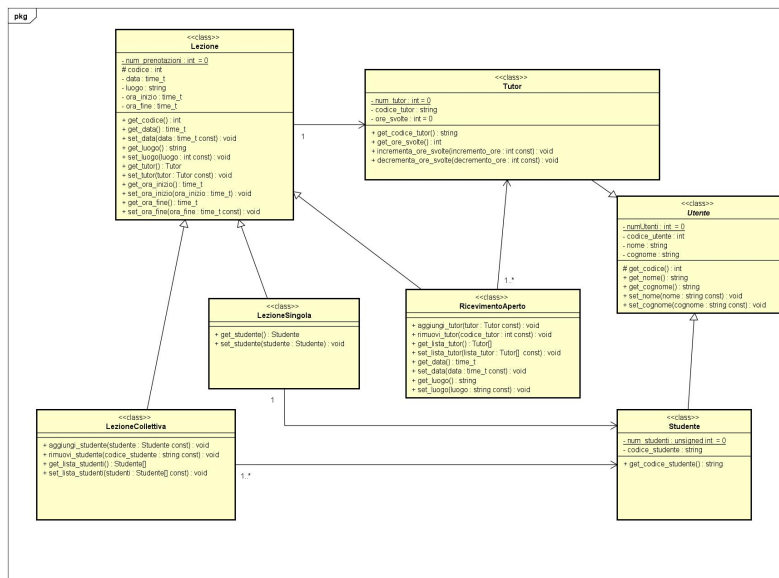 pkg
<<class>>
Lezione
- num_prenotazioni : int = 0
# codice : int
- data : time_t
- luogo : string
- ora_inizio : time_t
- ora_fine : time_t
+ get_codice() : int
+ get_data() : time_t
+ set_data(data : time_t const) : void
+ get_luogo() : string
+ set_luogo(luogo : int const) : void
+ get_tutor() : Tutor
+ set_tutor(tutor : Tutor const) : void
+ get_ora_inizio() : time_t
+ set_ora_inizio(ora_inizio : time_t) : void
+ get_ora_fine() : time_t
+ set_ora_fine(ora_fine : time_t const) : void
1
<<class>>
Tutor
- num_tutor : int = 0
- codice_tutor : string
- ore_svolte : int = 0
+ get_codice_tutor() : string
+ get_ore_svolte() : int
+ incrementa_ore_svolte(incremento_ore : int const) : void
+ decrementa_ore_svolte(decremento_ore : int const) : void
<<class>>
Utente
- numUtenti : int = 0
- codice_utente : int
- nome : string
- cognome : string
# get_codice() : int
+ get_nome() : string
+ get_cognome() : string
+ set_nome(nome : string const) : void
+ set_cognome(cognome : string const) : void
1..*
<<class>>
LezioneSingola
+ get_studente() : Studente
+ set_studente(studente : Studente) : void
1
<<class>>
RicevimentoAperto
+ aggiungi_tutor(tutor : Tutor const) : void
+ rimuovi_tutor(codice_tutor : int const) : void
+ get_lista_tutor() : Tutor[]
+ set_lista_tutor(lista_tutor : Tutor[] const) : void
+ get_data() : time_t
+ set_data(data : time_t const) : void
+ get_luogo() : string
+ set_luogo(luogo : string const) : void
<<class>>
LezioneCollettiva
+ aggiungi_studente(studente : Studente const) : void
+ rimuovi_studente(codice_studente : string const) : void
+ get_lista_studenti() : Studente[]
+ set_lista_studenti(studenti : Studente[] const) : void
1..*
<<class>>
Studente
- num_studenti : unsigned int = 0
- codice_studente : string
+ get_codice_studente() : string